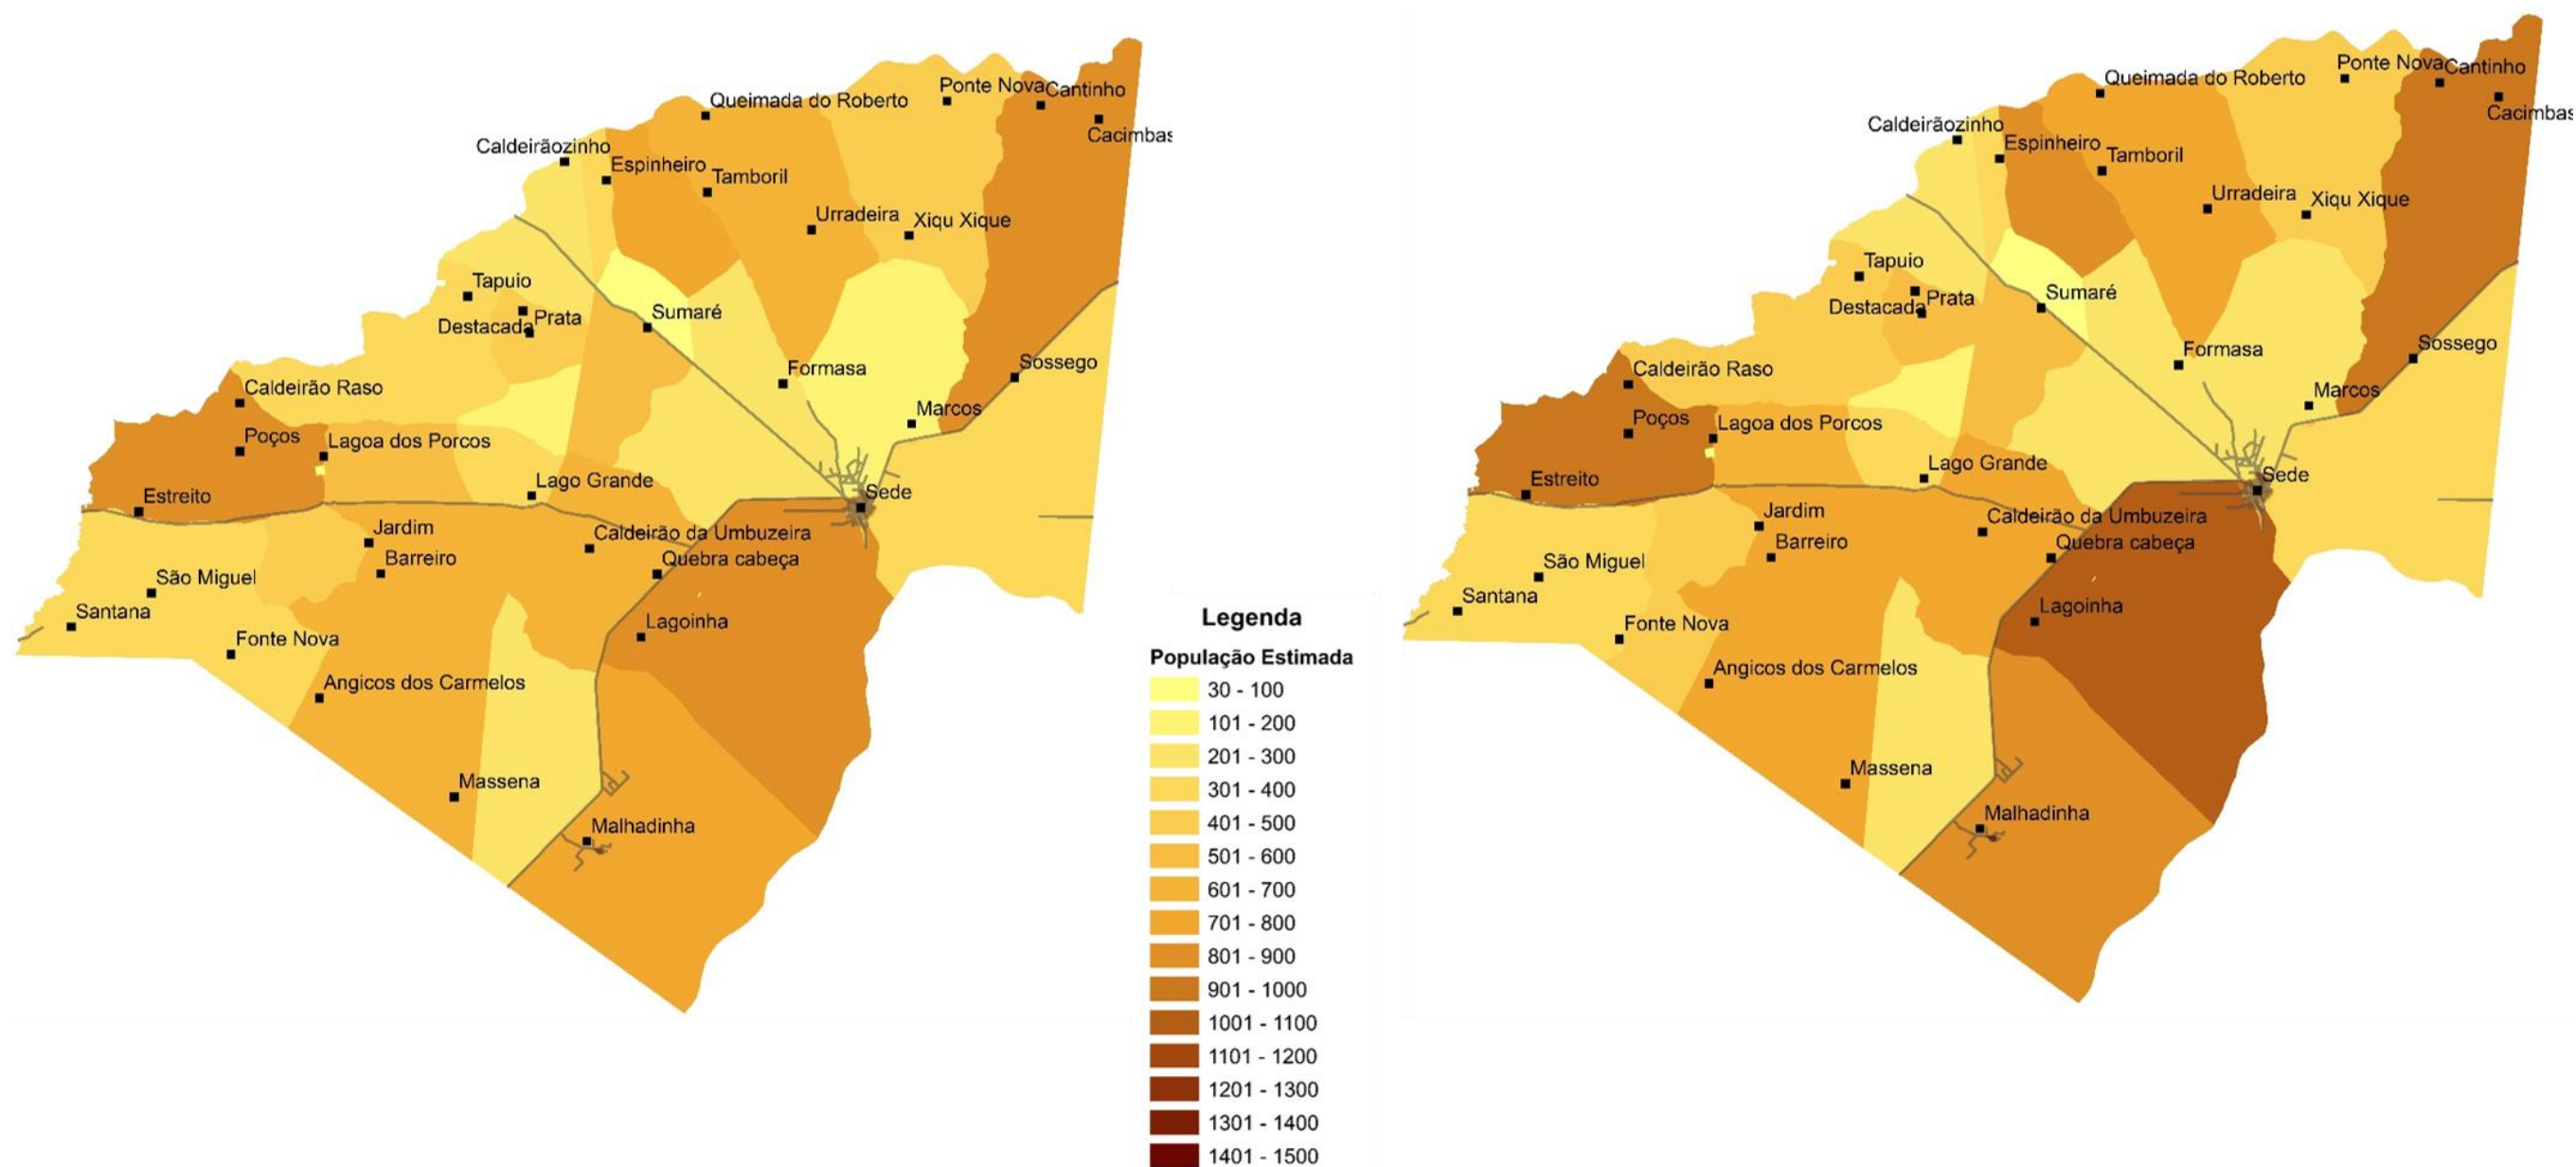 Queimada do Roberto
Ponte Nova
Cantinho
Cacimbas
Caldeirãozinho
Espinheiro
Tamboril
Urradeira
Xiqu Xique
Tapuio
Destacada
Prata
Sumaré
Formasa
Sossego
Caldeirão Raso
Marcos
Poços
Lagoa dos Porcos
Lago Grande
Estreito
Sede
Jardim
Caldeirão da Umbuzeira
Barreiro
Quebra cabeça
São Miguel
Santana
Lagoinha
Fonte Nova
Angicos dos Carmelos
Massena
Malhadinha
Legenda
População Estimada
30 - 100
101 - 200
201 - 300
301 - 400
401 - 500
501 - 600
601 - 700
701 - 800
801 - 900
901 - 1000
1001 - 1100
1101 - 1200
1201 - 1300
1301 - 1400
1401 - 1500
Queimada do Roberto
Ponte Nova
Cantinho
Cacimbas
Caldeirãozinho
Espinheiro
Tamboril
Urradeira
Xiqu Xique
Tapuio
Destacada
Prata
Sumaré
Formasa
Sossego
Caldeirão Raso
Marcos
Poços
Lagoa dos Porcos
Lago Grande
Estreito
Sede
Jardim
Caldeirão da Umbuzeira
Barreiro
Quebra cabeça
São Miguel
Santana
Lagoinha
Fonte Nova
Angicos dos Carmelos
Massena
Malhadinha